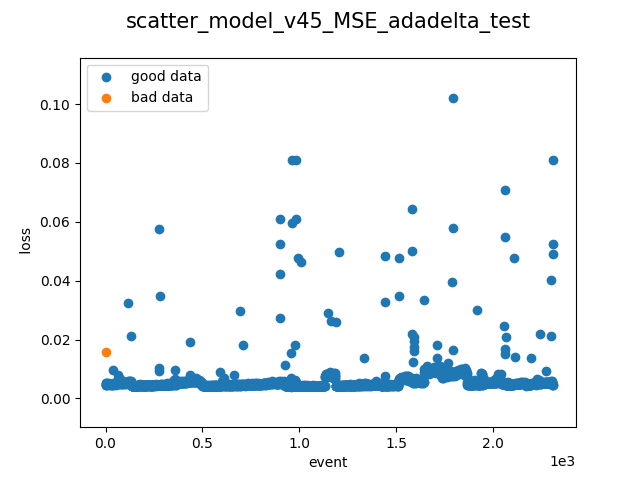 scatter_model_v45_MSE_adadelta_test
good data
bad data
0.10
0.08
0.06
0.04
0.02
0.00
loss
0.0
0.5
1.0
1.5
2.0
event
1e3